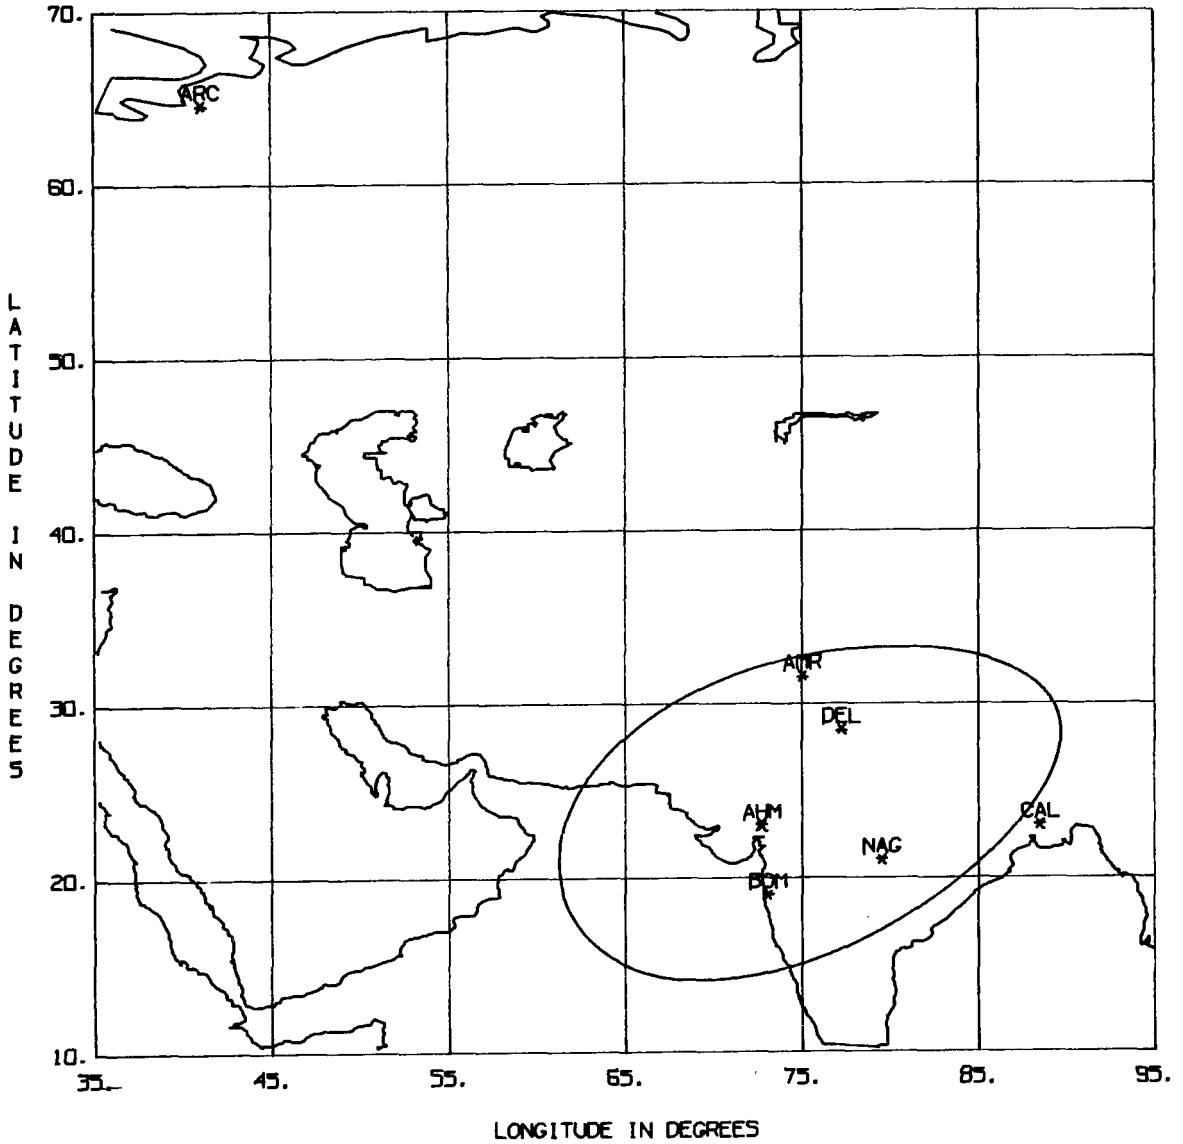 70.
ARC
60.
LATITUDE IN DEGREES
50.
40.
AMR
30.
DEL
AHM
CAL
NAG
20.
BOM
10.
35. 45. 55. 65. 75. 85. 95.
LONGITUDE IN DEGREES